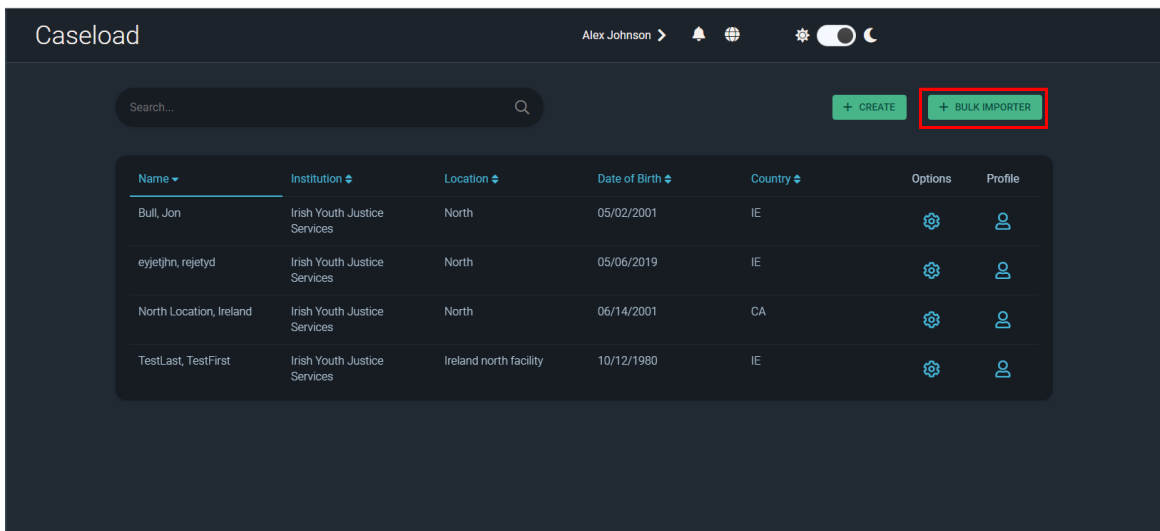 Caseload
Alex Johnson
Search...
+ CREATE
+ BULK IMPORTER
Name Institution Location Date of Birth Country Options Profile
Bull, Jon Irish Youth Justice North 05/02/2001 IE
Services
eyjetjhn, rejetyd Irish Youth Justice North 05/06/2019 IE
Services
North Location, Ireland Irish Youth Justice North 06/14/2001 CA
Services
TestLast, TestFirst Irish Youth Justice Ireland north facility 10/12/1980 IE
Services